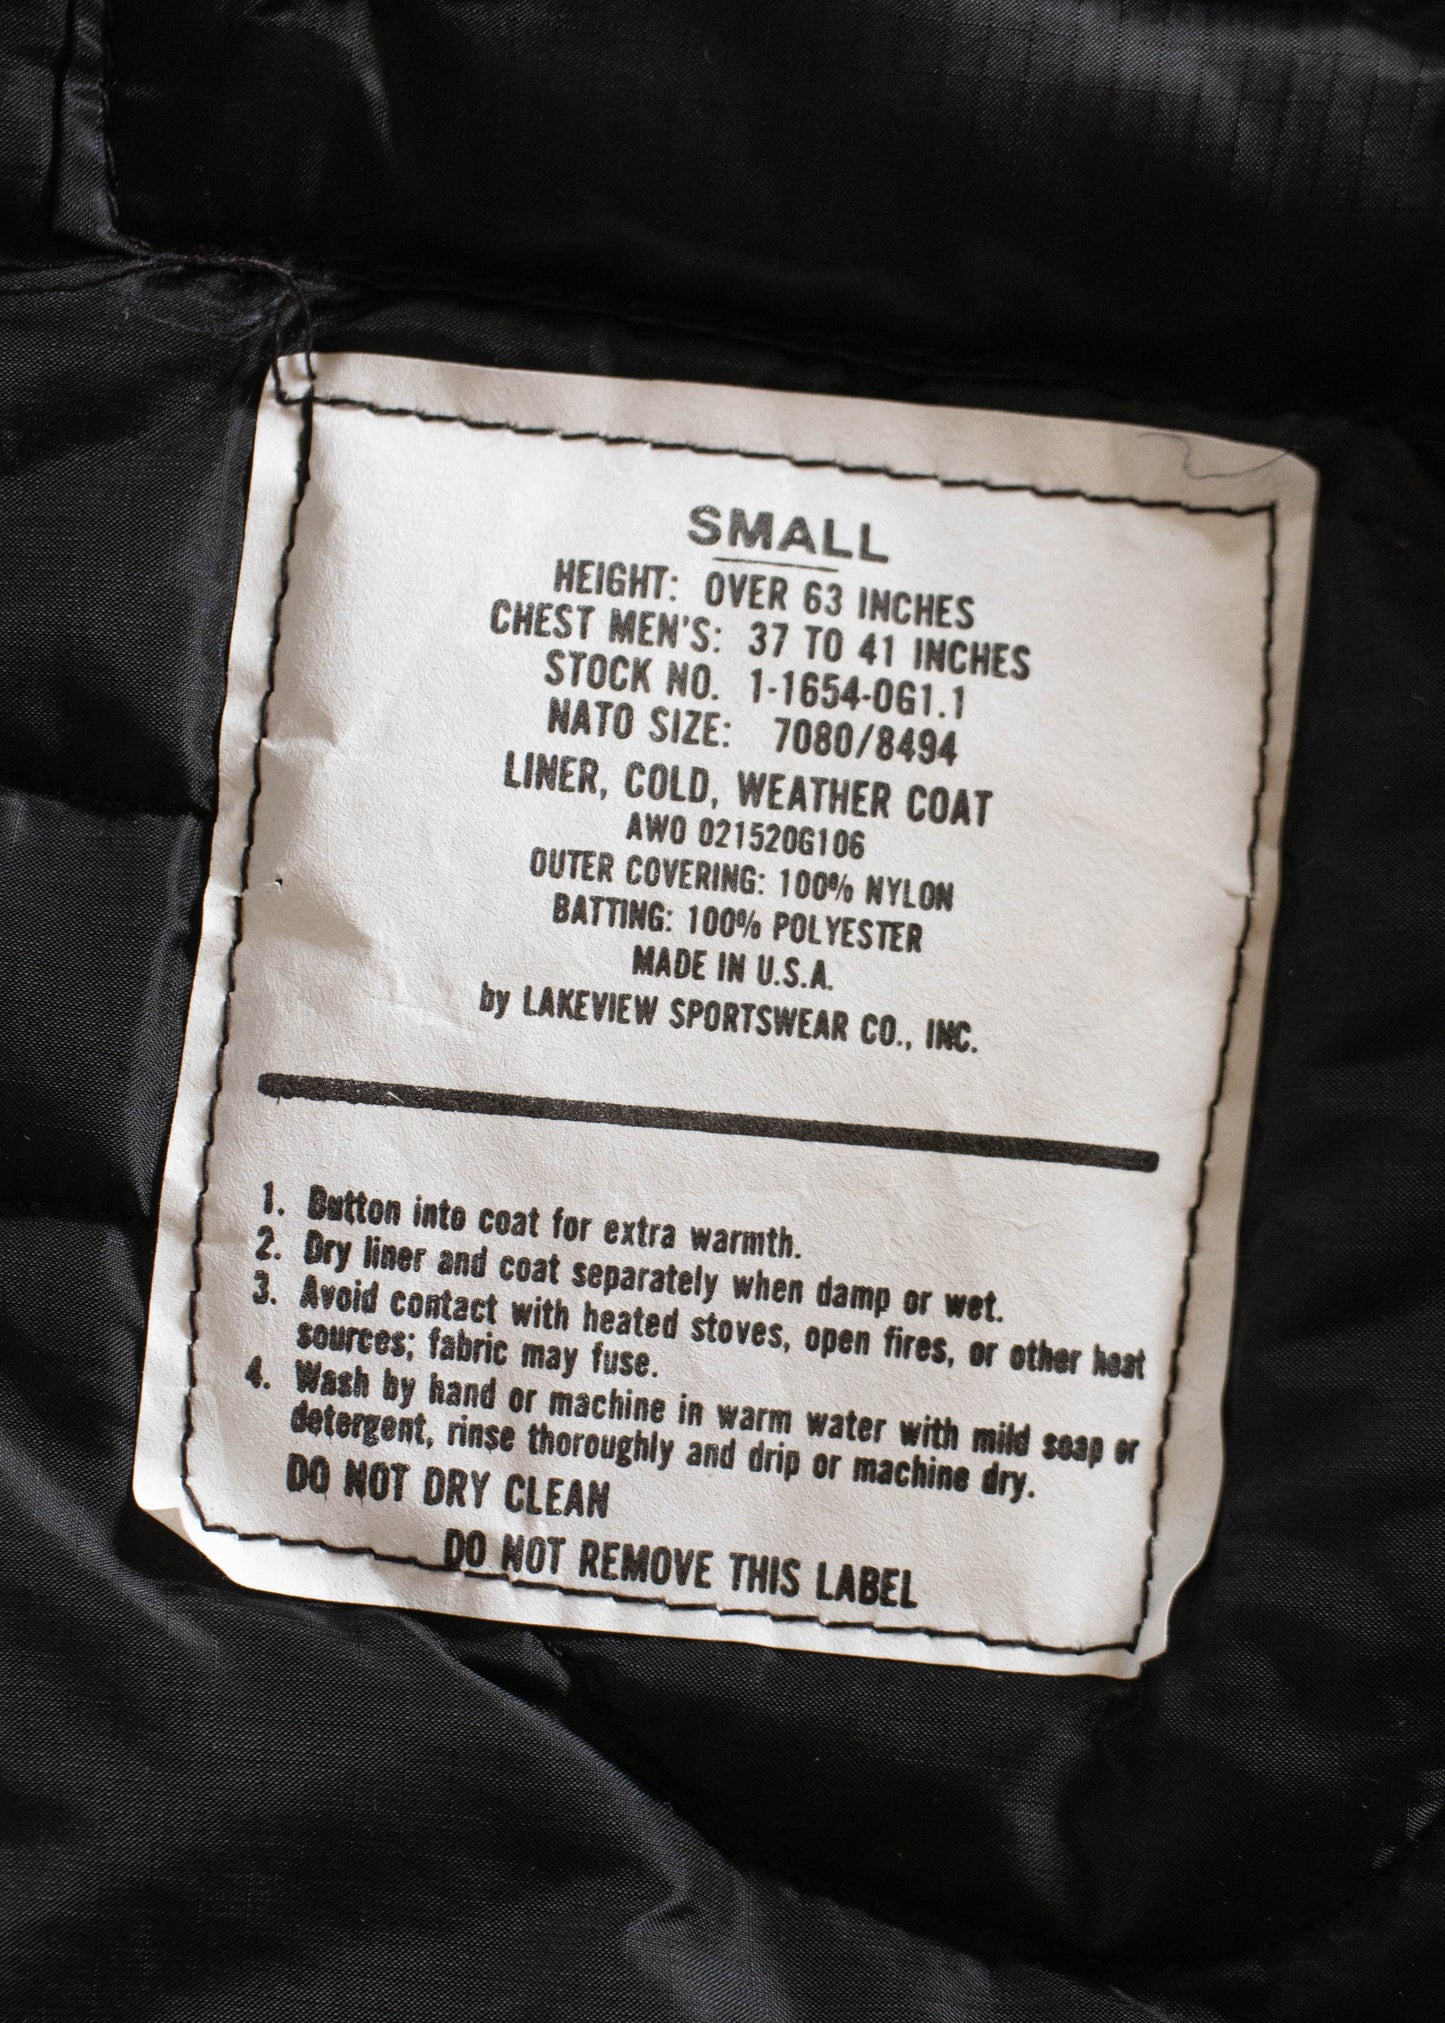 SMALL
HEIGHT: OVER 63 INCHES
CHEST MEN'S: 37 TO 41 INCHES
STOCK NO. 1-1654-OG1.1
NATO SIZE: 7080/8494
LINER, COLD, WEATHER COAT
AWO 021520G106
OUTER COVERING: 100% NYLON
BATTING: 100% POLYESTER
MADE IN U.S.A.
by LAKEVIEW SPORTSWEAR CO., INC.
1. Button into coat for extra warmth.
2. Dry liner and coat separately when damp or wet.
3. Avoid contact with heated stoves, open fires, or other heat
sources; fabric may fuse.
4. Wash by hand or machine in warm water with mild soap or
detergent, rinse thoroughly and drip or machine dry.
DO NOT DRY CLEAN
DO NOT REMOVE THIS LABEL